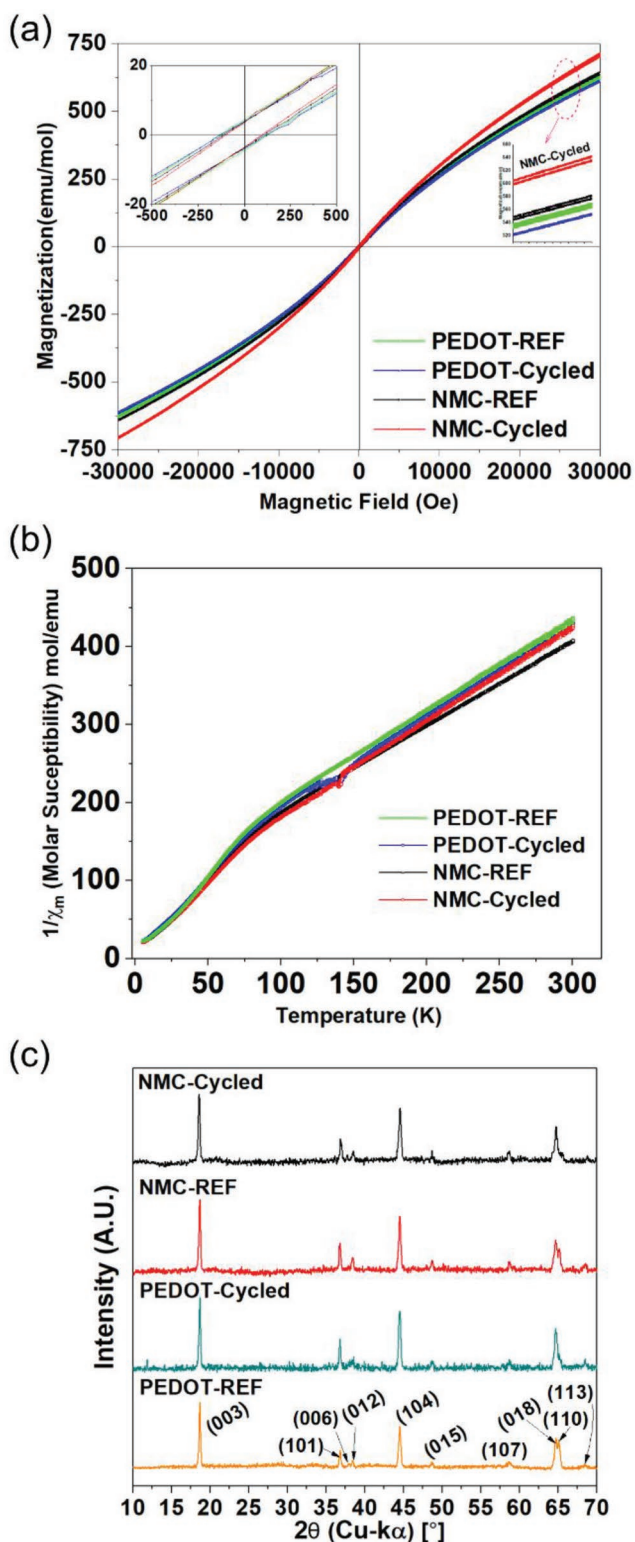 (a)
750
500
250
0
-250
-500
-750
Magnetization(emu/mol)
20
0
-20
-500 -250 0 250 500
NMC-Cycled
PEDOT-REF
PEDOT-Cycled
NMC-REF
NMC-Cycled
-30000 -20000 -10000 0 10000 20000 30000
Magnetic Field (Oe)
(b)
500
400
300
200
100
0
1/χm (Molar Suceptibility) mol/emu
PEDOT-REF
PEDOT-Cycled
NMC-REF
NMC-Cycled
0 50 100 150 200 250 300
Temperature (K)
(c)
Intensity (A.U.)
NMC-Cycled
NMC-REF
PEDOT-Cycled
PEDOT-REF
(003)
(101)
(006)
(012)
(104)
(015)
(107)
(018)
(110)
(113)
10 15 20 25 30 35 40 45 50 55 60 65 70
2θ (Cu-kα) [°]